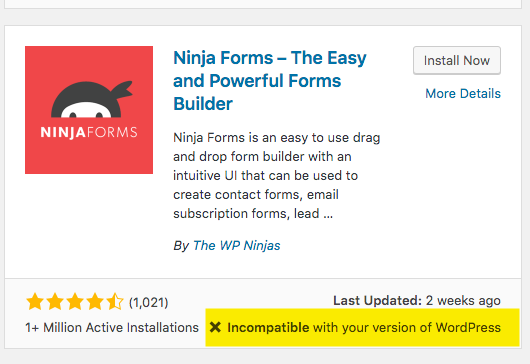 Ninja Forms – The Easy
and Powerful Forms
Builder
Install Now
More Details
NINJAFORMS
Ninja Forms is an easy to use drag
and drop form builder with an
intuitive UI that can be used to
create contact forms, email
subscription forms, lead ...
By The WP Ninjas
(1,021)
Last Updated: 2 weeks ago
1+ Million Active Installations
Incompatible with your version of WordPress